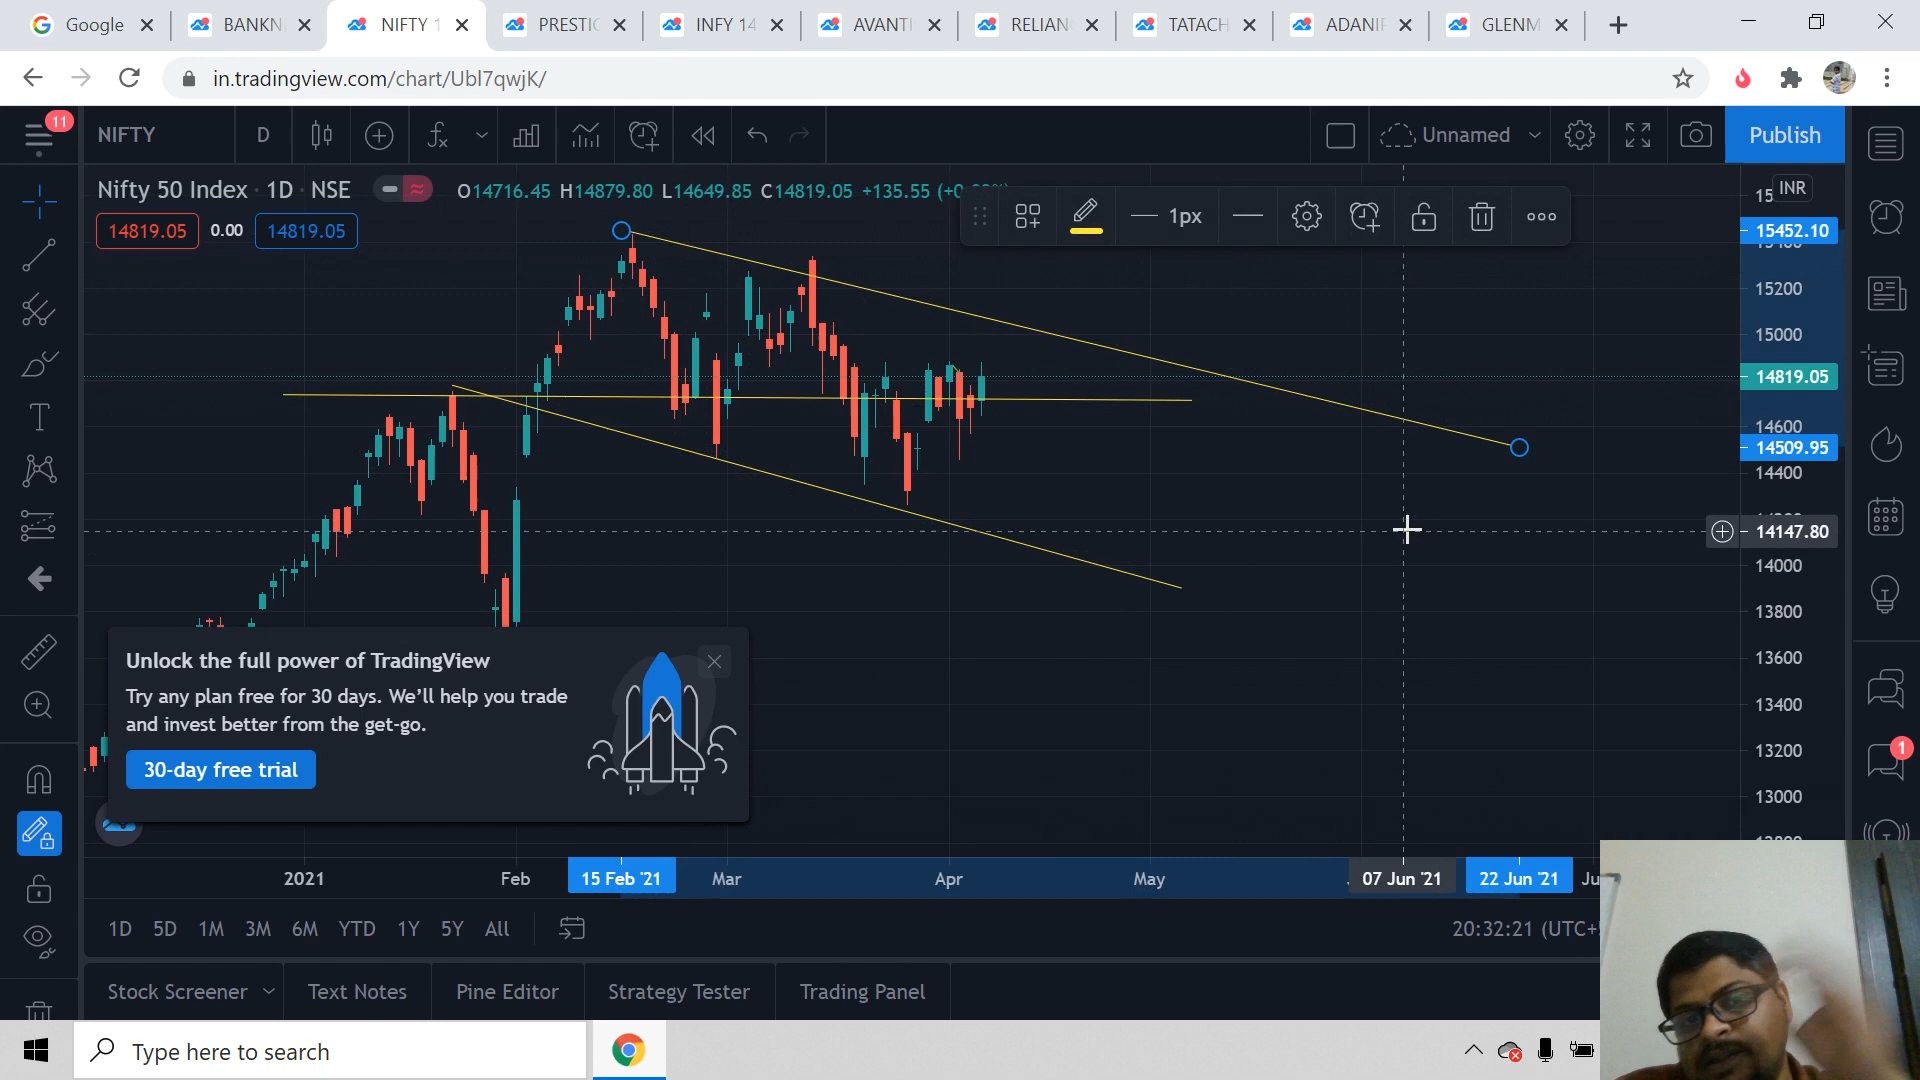 Google
BANKN
NIFTY 1
PRESTIG
INFY 14
AVANTI
RELIAN
TATACH
ADANIP
GLENM
in.tradingview.com/chart/Ubl7qwjK/
11
NIFTY
D
Unnamed
Publish
Nifty 50 Index · 1D · NSE
O14716.45 H14879.80 L14649.85 C14819.05 +135.55
14819.05 0.00 14819.05
1px
INR
15452.10
15200
15000
14819.05
14600
14509.95
14400
14147.80
14000
13800
13600
13400
13200
13000
Unlock the full power of TradingView
Try any plan free for 30 days. We'll help you trade
and invest better from the get-go.
30-day free trial
1
2021 Feb 15 Feb '21 Mar Apr May 07 Jun '21 22 Jun '21
1D 5D 1M 3M 6M YTD 1Y 5Y All
20:32:21 (UTC+
Stock Screener Text Notes Pine Editor Strategy Tester Trading Panel
Type here to search